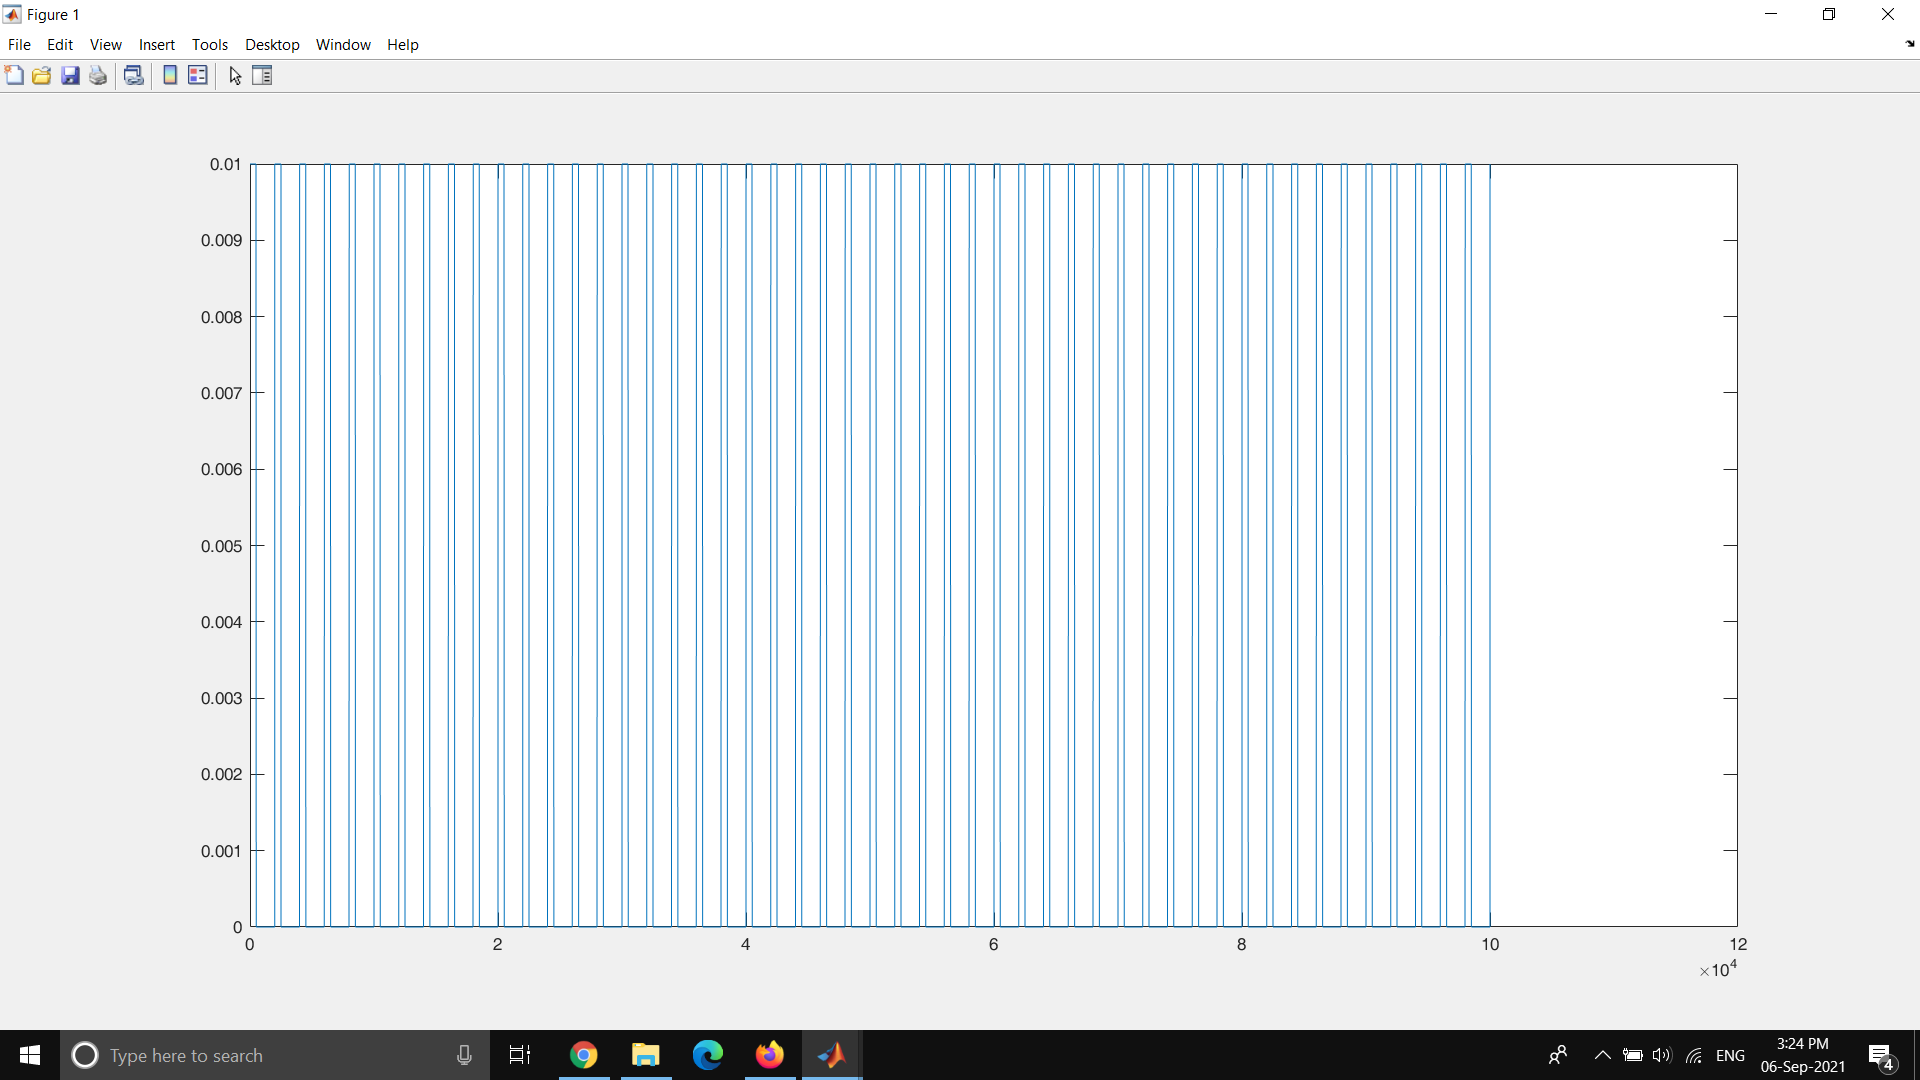 Figure 1
File Edit View Insert Tools Desktop Window Help
0.01
0.009
0.008
0.007
0.006
0.005
0.004
0.003
0.002
0.001
0
0 2 4 6 8 10 12
×10⁴
Type here to search
ENG
3:24 PM
06-Sep-2021
4